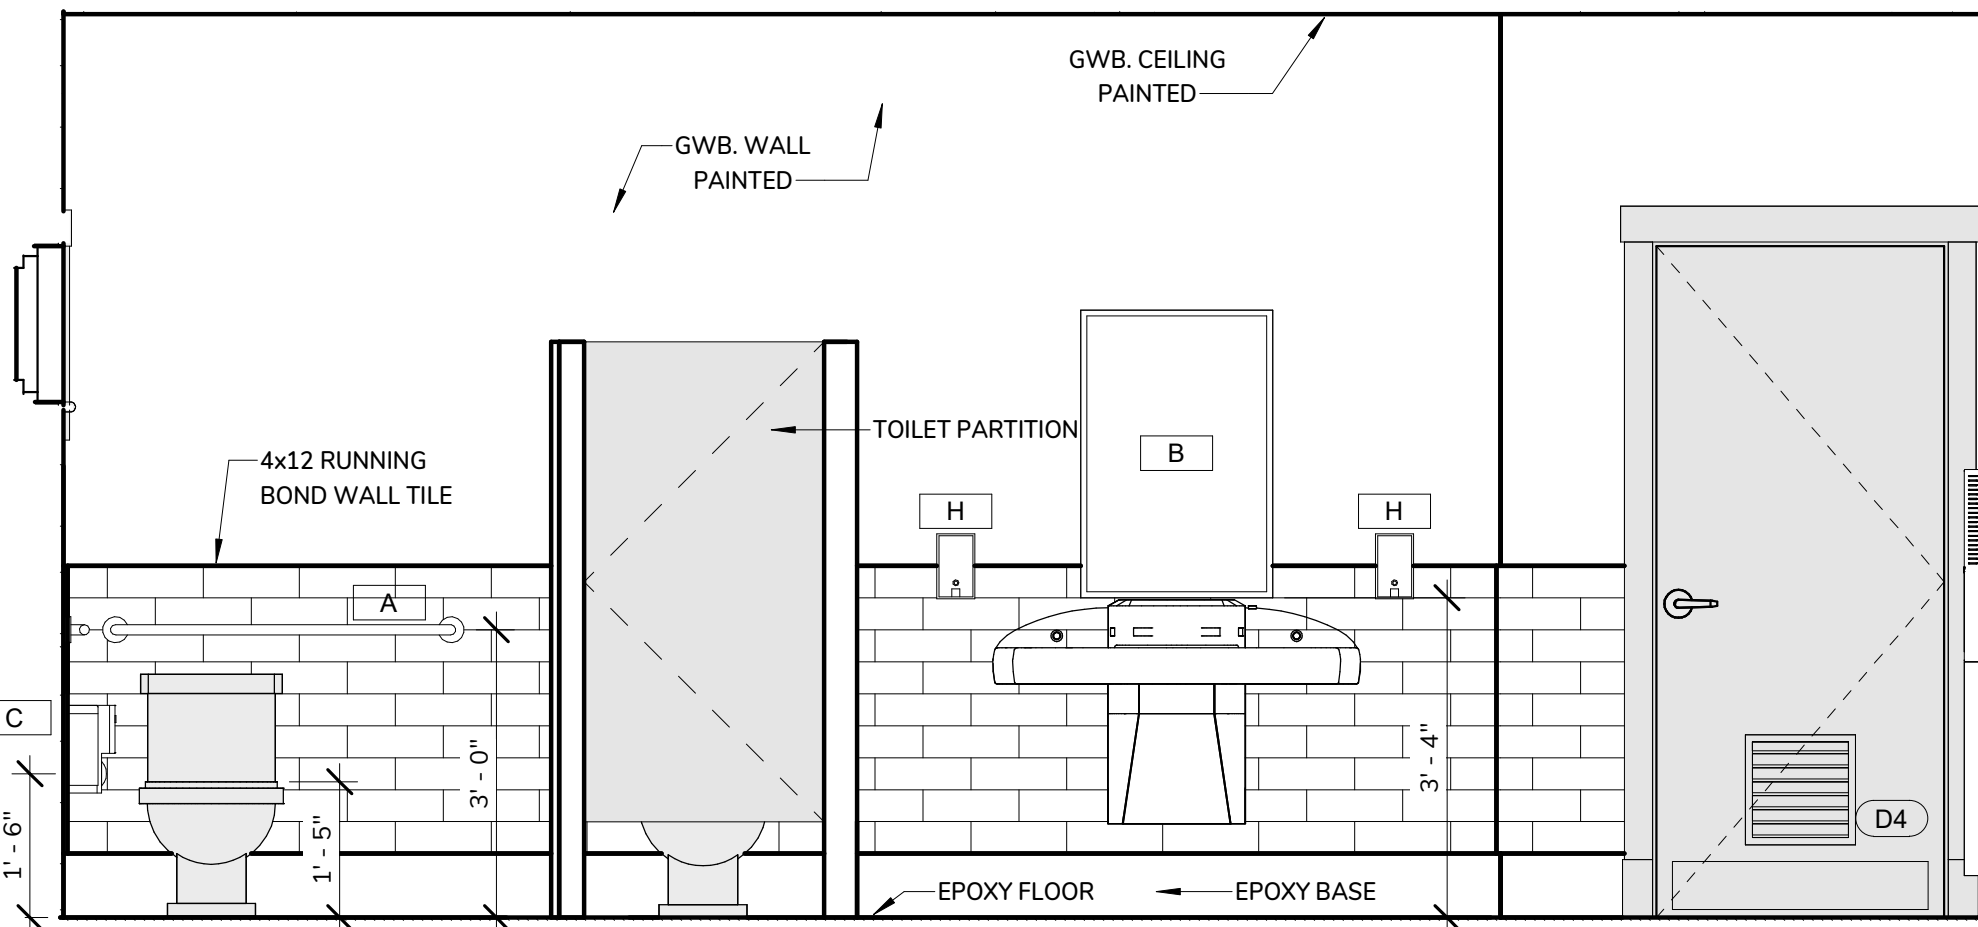 GWB. CEILING
PAINTED
GWB. WALL
PAINTED
TOILET PARTITION
B
4x12 RUNNING
BOND WALL TILE
H
H
A
C
3' - 0"
3' - 4"
1' - 6"
1' - 5"
D4
EPOXY FLOOR
EPOXY BASE